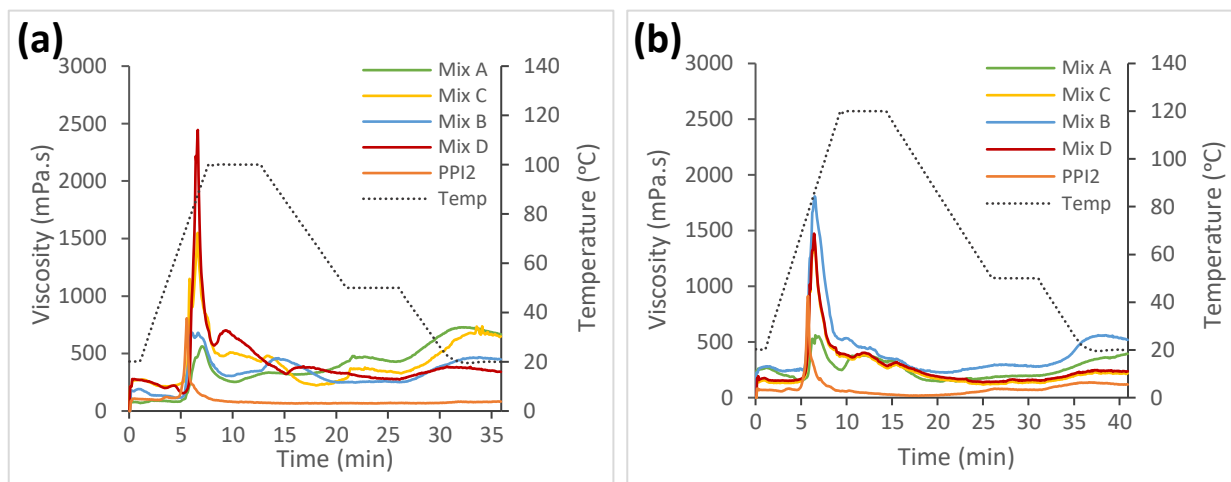 (a)
3000
2500
2000
1500
1000
500
0
Viscosity (mPa.s)
0 5 10 15 20 25 30 35
Time (min)
140
120
100
80
60
40
20
0
Temperature (ºC)
Mix A
Mix C
Mix B
Mix D
PPI2
Temp
(b)
3000
2500
2000
1500
1000
500
0
Viscosity (mPa.s)
0 5 10 15 20 25 30 35 40
Time (min)
140
120
100
80
60
40
20
0
Temperature (ºC)
Mix A
Mix C
Mix B
Mix D
PPI2
Temp